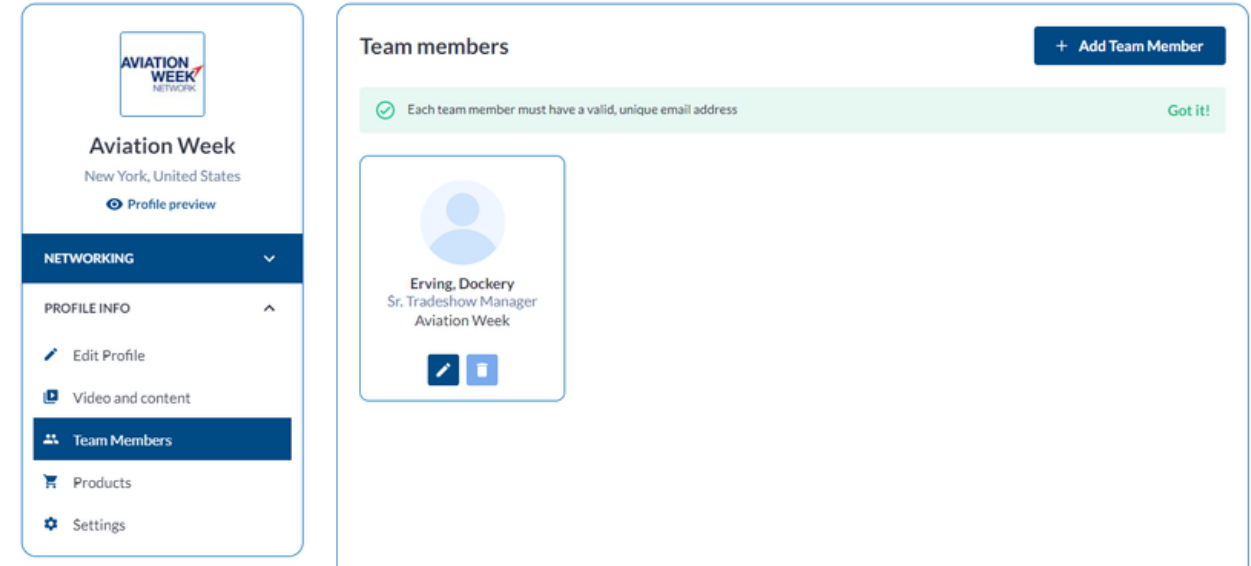 AVIATION
WEEK
NETWORK
Aviation Week
New York, United States
Profile preview
NETWORKING
PROFILE INFO
Edit Profile
Video and content
Team Members
Products
Settings
Team members
+ Add Team Member
Each team member must have a valid, unique email address
Got it!
Erving, Dockery
Sr. Tradeshow Manager
Aviation Week